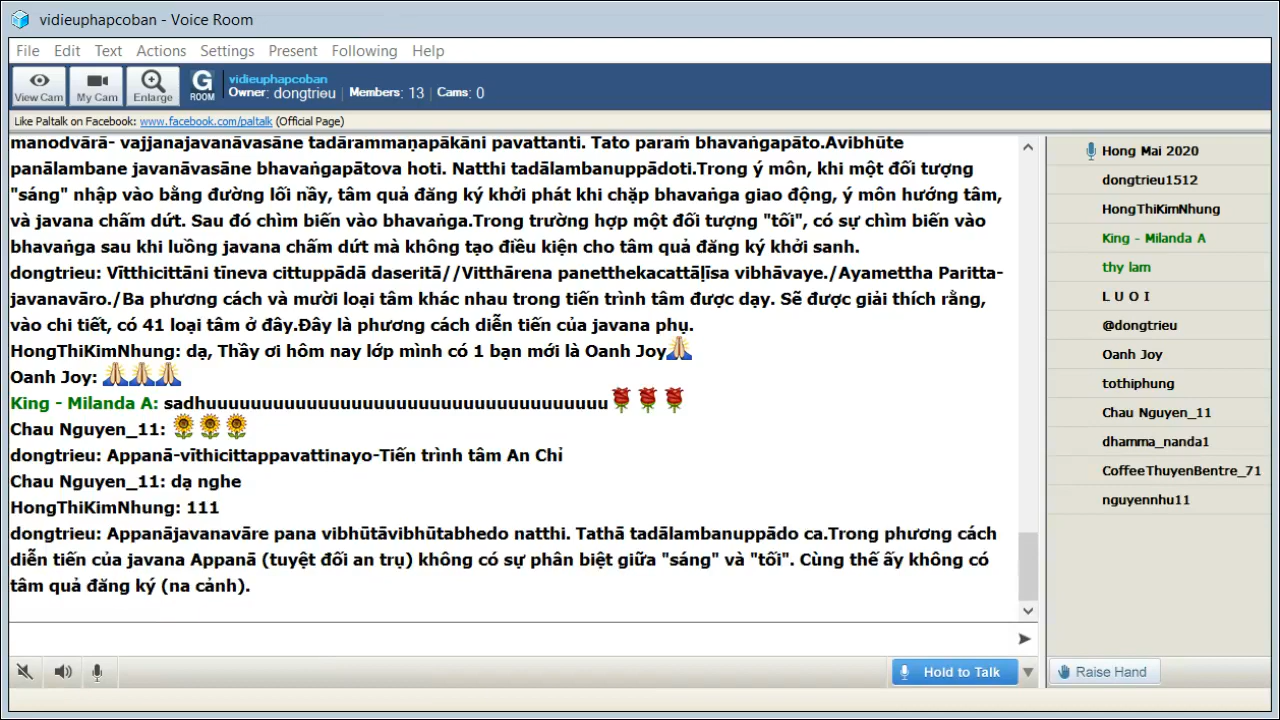 vidieuphapcoban - Voice Room
File Edit Text Actions Settings Present Following Help
View Cam My Cam Enlarge G ROOM
vidieuphapcoban
Owner: dongtrieu | Members: 13 | Cams: 0
Like Paltalk on Facebook: www.facebook.com/paltalk (Official Page)
manodvārā- vajjanajavanāvasāne tadārammaṇapākāni pavattanti. Tato paraṁ bhavaṅgapāto.Avibhūte
panālambane javanāvasāne bhavaṅgapātova hoti. Natthi tadālambanuppādoti.Trong ý môn, khi một đối tượng
"sáng" nhập vào bằng đường lối nầy, tâm quả đăng ký khởi phát khi chặp bhavaṅga giao động, ý môn hướng tâm,
và javana chấm dứt. Sau đó chìm biến vào bhavaṅga.Trong trường hợp một đối tượng "tối", có sự chìm biến vào
bhavaṅga sau khi luồng javana chấm dứt mà không tạo điều kiện cho tâm quả đăng ký khởi sanh.
dongtrieu: Vītthicittāni tīneva cittuppādā daseritā//Vitthārena panetthekacattāḷīsa vibhāvaye./Ayamettha Paritta-
javanavāro./Ba phương cách và mười loại tâm khác nhau trong tiến trình tâm được dạy. Sẽ được giải thích rằng,
vào chi tiết, có 41 loại tâm ở đây.Đây là phương cách diễn tiến của javana phụ.
HongThiKimNhung: dạ, Thầy ơi hôm nay lớp mình có 1 bạn mới là Oanh Joy🙏
Oanh Joy: 🙏🙏🙏
King - Milanda A: sadhuuuuuuuuuuuuuuuuuuuuuuuuuuuuuuuuuuuu🌹🌹🌹
Chau Nguyen_11: 🌻🌻🌻
dongtrieu: Appanā-vīthicittappavattinayo-Tiến trình tâm An Chỉ
Chau Nguyen_11: dạ nghe
HongThiKimNhung: 111
dongtrieu: Appanājavanavāre pana vibhūtāvibhūtabhedo natthi. Tathā tadālambanuppādo ca.Trong phương cách
diễn tiến của javana Appanā (tuyệt đối an trụ) không có sự phân biệt giữa "sáng" và "tối". Cùng thế ấy không có
tâm quả đăng ký (na cảnh).
Hold to Talk
Hong Mai 2020
dongtrieu1512
HongThiKimNhung
King - Milanda A
thy lam
L U O I
@dongtrieu
Oanh Joy
tothiphung
Chau Nguyen_11
dhamma_nanda1
CoffeeThuyenBentre_71
nguyennhu11
Raise Hand